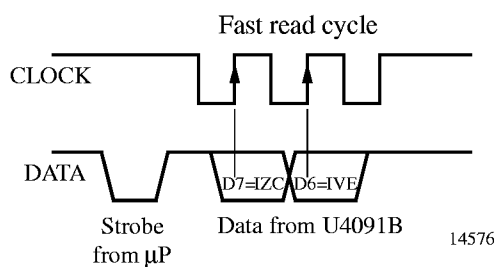 Fast read cycle
CLOCK
DATA
D7=IZC
D6=IVE
Strobe
from µP
Data from U4091B
14576